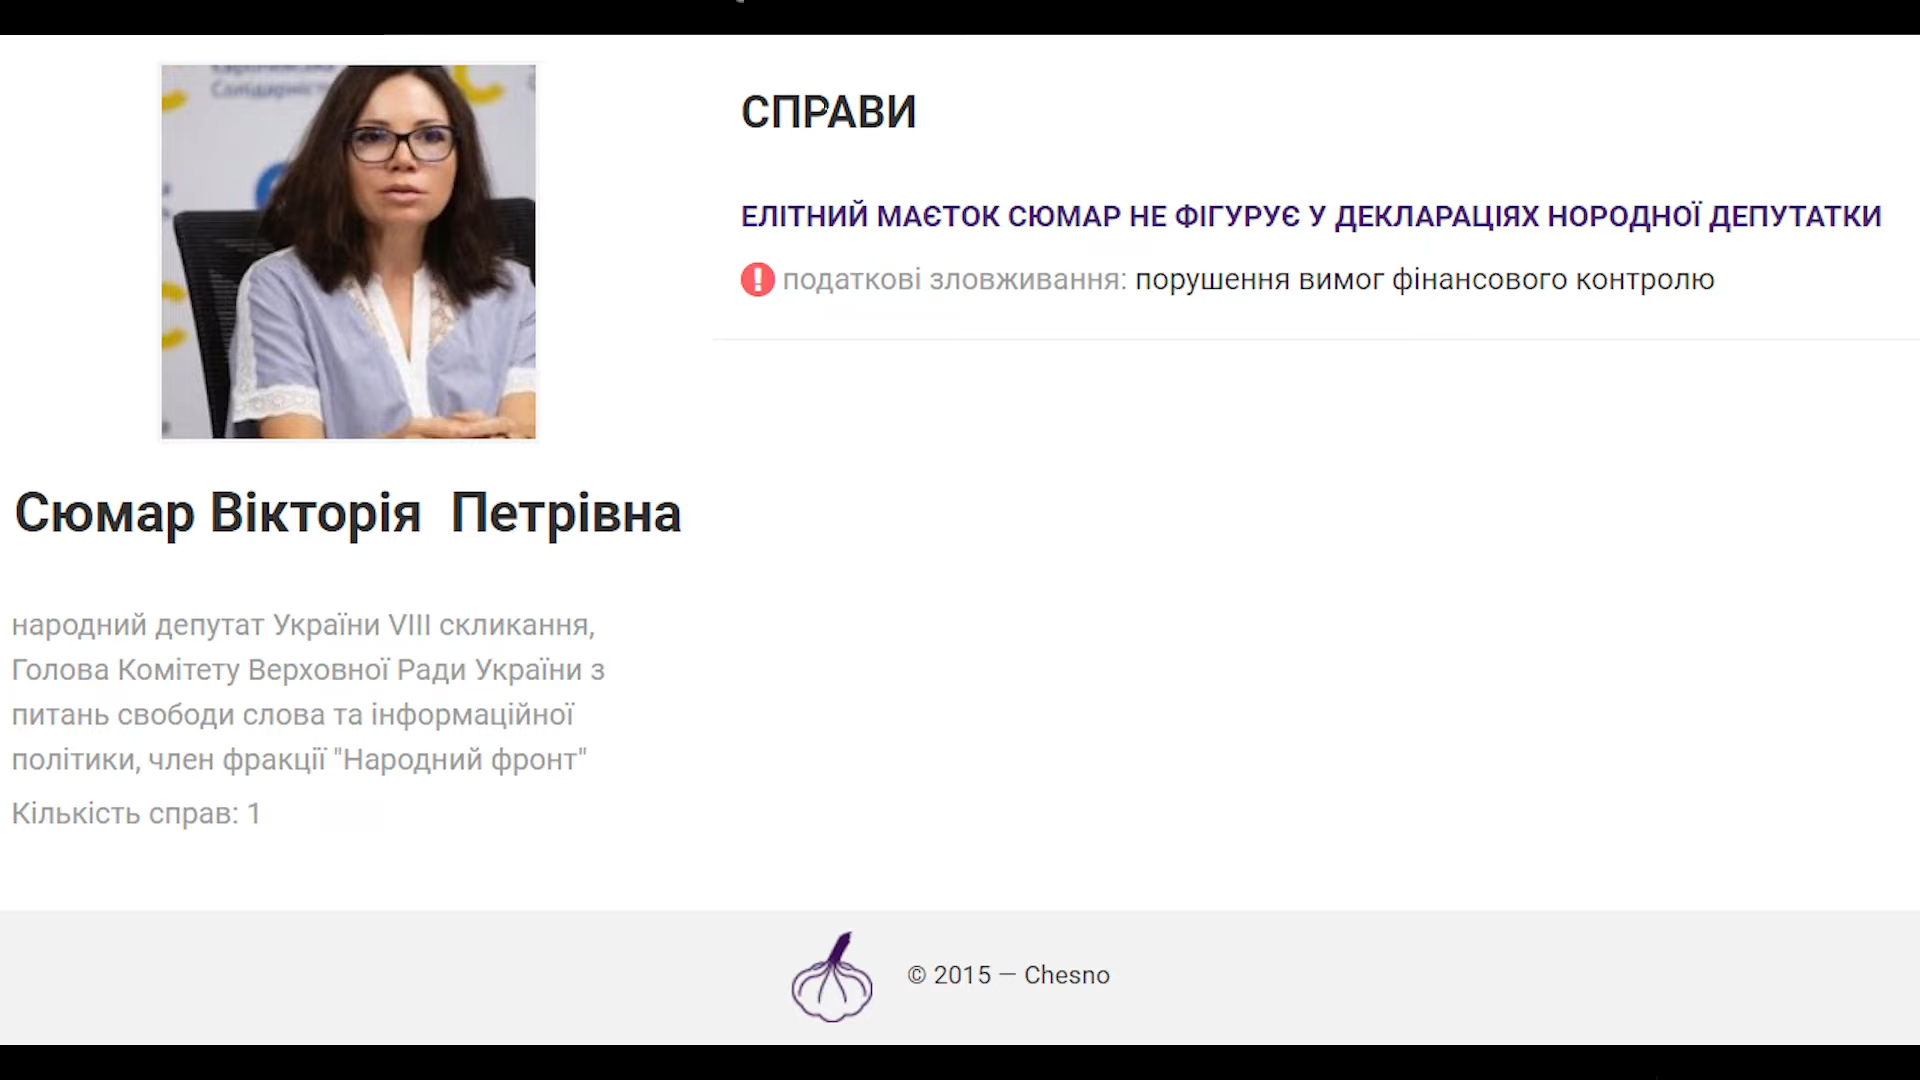 СПРАВИ
ЕЛІТНИЙ МАЄТОК СЮМАР НЕ ФІГУРУЄ У ДЕКЛАРАЦІЯХ НОРОДНОЇ ДЕПУТАТКИ
податкові зловживання: порушення вимог фінансового контролю
Солідарність
Сюмар Вікторія Петрівна
народний депутат України VIII скликання,
Голова Комітету Верховної Ради України з
питань свободи слова та інформаційної
політики, член фракції "Народний фронт"
Кількість справ: 1
© 2015 — Chesno